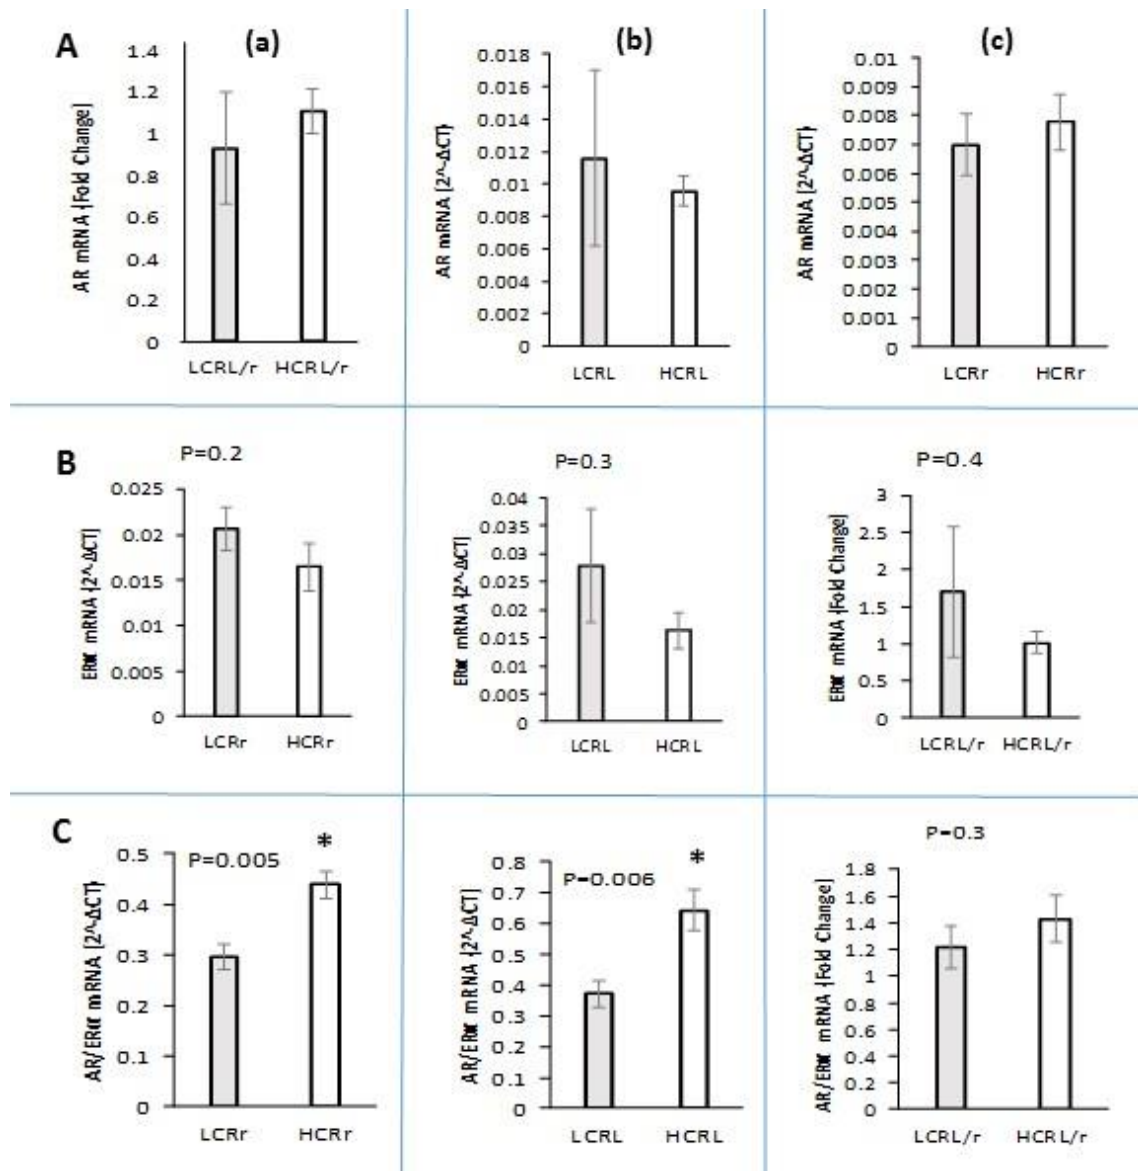 A
(a)
AR mRNA (Fold Change)
1.4
1.2
1
0.8
0.6
0.4
0.2
0
LCRL/r HCRL/r
(b)
AR mRNA (2^-ΔCT)
0.018
0.016
0.014
0.012
0.01
0.008
0.006
0.004
0.002
0
LCRL HCRL
(c)
AR mRNA (2^-ΔCT)
0.01
0.009
0.008
0.007
0.006
0.005
0.004
0.003
0.002
0.001
0
LCRr HCRr
B
P=0.2
ERα mRNA (2^-ΔCT)
0.025
0.02
0.015
0.01
0.005
0
LCRr HCRr
P=0.3
ERα mRNA (2^-ΔCT)
0.04
0.035
0.03
0.025
0.02
0.015
0.01
0.005
0
LCRL HCRL
P=0.4
ERα mRNA (Fold Change)
3
2.5
2
1.5
1
0.5
0
LCRL/r HCRL/r
C
P=0.005
*
AR/ERα mRNA (2^-ΔCT)
0.5
0.4
0.3
0.2
0.1
0
LCRr HCRr
P=0.006
*
AR/ERα mRNA (2^-ΔCT)
0.8
0.7
0.6
0.5
0.4
0.3
0.2
0.1
0
LCRL HCRL
P=0.3
AR/ERα mRNA (Fold Change)
1.8
1.6
1.4
1.2
1
0.8
0.6
0.4
0.2
0
LCRL/r HCRL/r